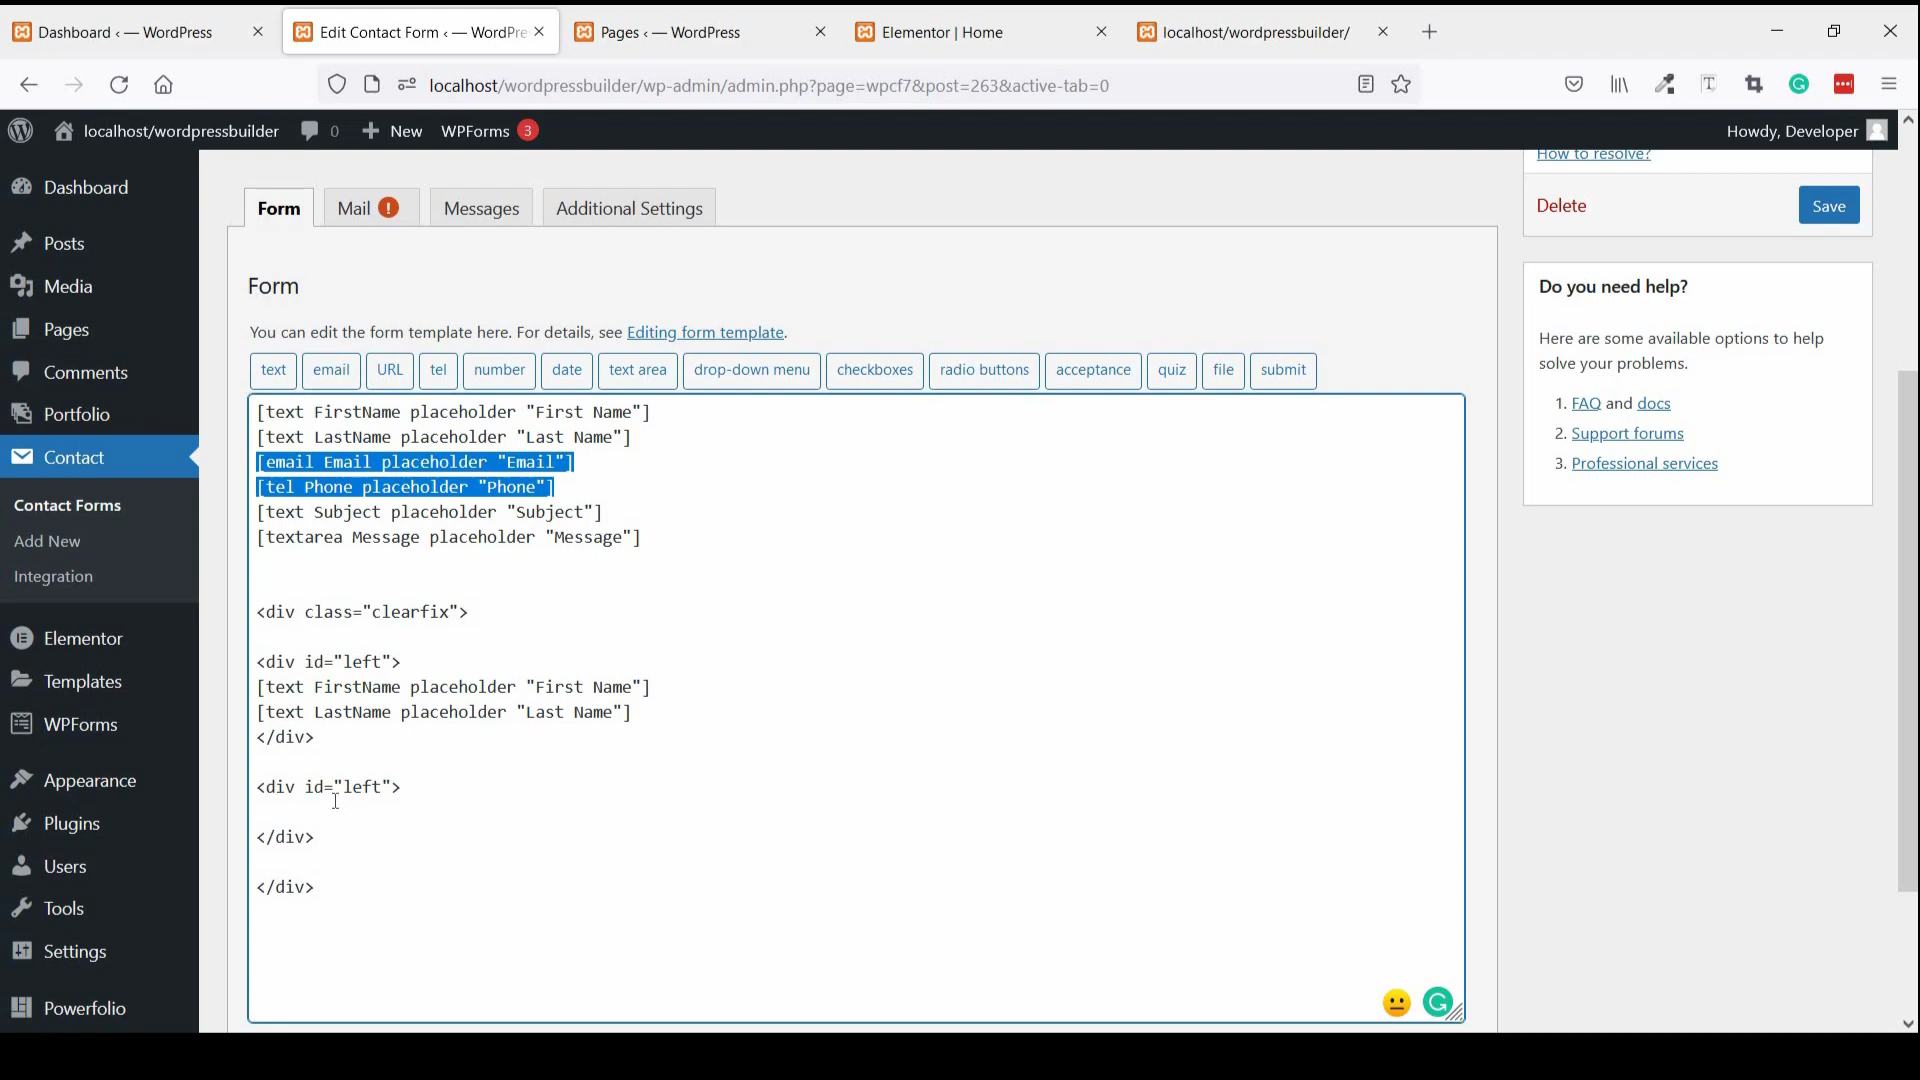 Dashboard ‹ — WordPress
Edit Contact Form ‹ — WordPre
Pages ‹ — WordPress
Elementor | Home
localhost/wordpressbuilder/
localhost/wordpressbuilder/wp-admin/admin.php?page=wpcf7&post=263&active-tab=0
localhost/wordpressbuilder
0
New
WPForms 3
Howdy, Developer
Dashboard
Posts
Media
Pages
Comments
Portfolio
Contact
Contact Forms
Add New
Integration
Elementor
Templates
WPForms
Appearance
Plugins
Users
Tools
Settings
Powerfolio
Form
Mail !
Messages
Additional Settings
Form
You can edit the form template here. For details, see Editing form template.
text
email
URL
tel
number
date
text area
drop-down menu
checkboxes
radio buttons
acceptance
quiz
file
submit
[text FirstName placeholder "First Name"]
[text LastName placeholder "Last Name"]
[email Email placeholder "Email"]
[tel Phone placeholder "Phone"]
[text Subject placeholder "Subject"]
[textarea Message placeholder "Message"]
<div class="clearfix">
<div id="left">
[text FirstName placeholder "First Name"]
[text LastName placeholder "Last Name"]
</div>
<div id="left">
</div>
</div>
How to resolve?
Delete
Save
Do you need help?
Here are some available options to help
solve your problems.
1. FAQ and docs
2. Support forums
3. Professional services